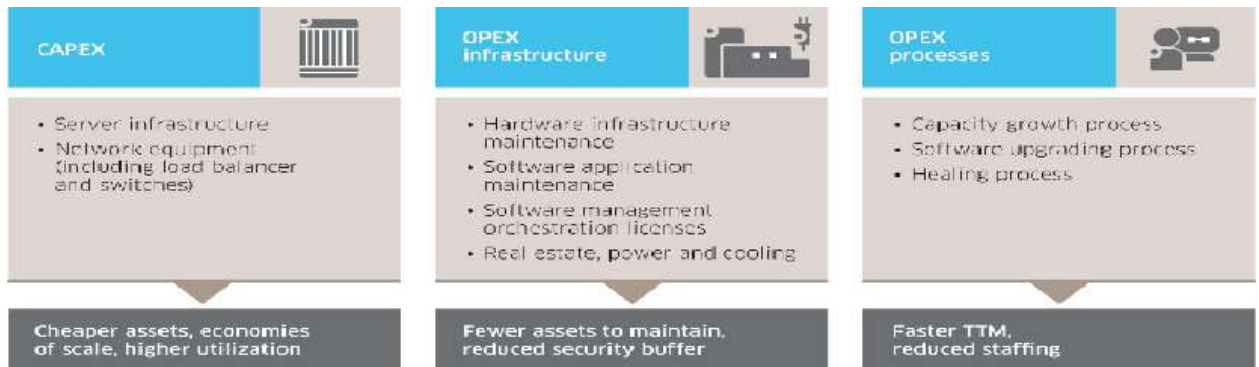 CAPEX
• Server infrastructure
• Network equipment
(including load balancer
and switches)
Cheaper assets, economies
of scale, higher utilization
OPEX
infrastructure
• Hardware infrastructure
maintenance
• Software application
maintenance
• Software management
orchestration licenses
• Real estate, power and cooling
Fewer assets to maintain,
reduced security buffer
OPEX
processes
• Capacity growth process
• Software upgrading process
• Healing process
Faster TTM,
reduced staffing